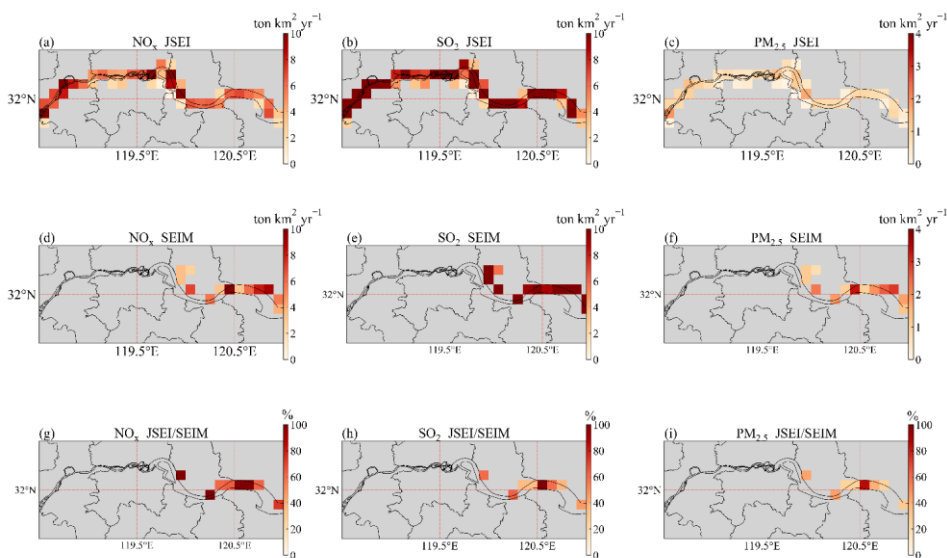 ton km² yr⁻¹ ton km² yr⁻¹ ton km² yr⁻¹
(a) NOₓ JSEI 10 (b) SO₂ JSEI 10 (c) PM₂.₅ JSEI 4
8 8 3
32°N 6 6 2
4 4 1
2 2
119.5°E 120.5°E 0 119.5°E 120.5°E 0 119.5°E 120.5°E 0
ton km² yr⁻¹ ton km² yr⁻¹ ton km² yr⁻¹
(d) NOₓ SEIM 10 (e) SO₂ SEIM 10 (f) PM₂.₅ SEIM 4
8 8 3
32°N 6 6 2
4 4 1
2 2
119.5°E 120.5°E 0 119.5°E 120.5°E 0 119.5°E 120.5°E 0
% % %
(g) NOₓ JSEI/SEIM 100 (h) SO₂ JSEI/SEIM 100 (i) PM₂.₅ JSEI/SEIM 100
80 80 80
60 60 60
32°N 40 40 40
20 20 20
119.5°E 120.5°E 0 119.5°E 120.5°E 0 119.5°E 120.5°E 0